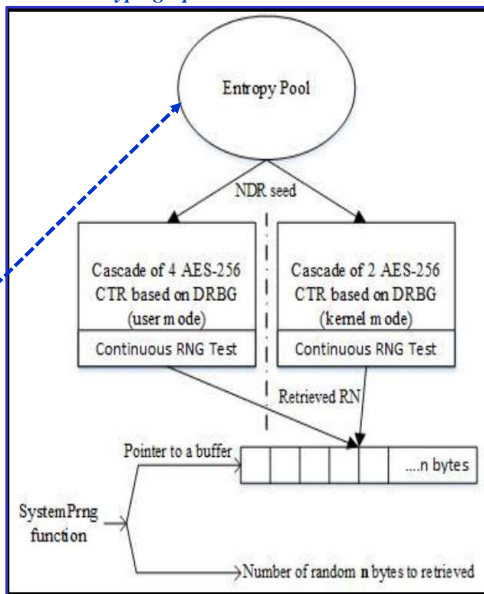 Entropy Pool
NDR seed
Cascade of 4 AES-256
CTR based on DRBG
(user mode)
Continuous RNG Test
Cascade of 2 AES-256
CTR based on DRBG
(kernel mode)
Continuous RNG Test
Retrieved RN
Pointer to a buffer
....n bytes
SystemPrng
function
Number of random n bytes to retrieved